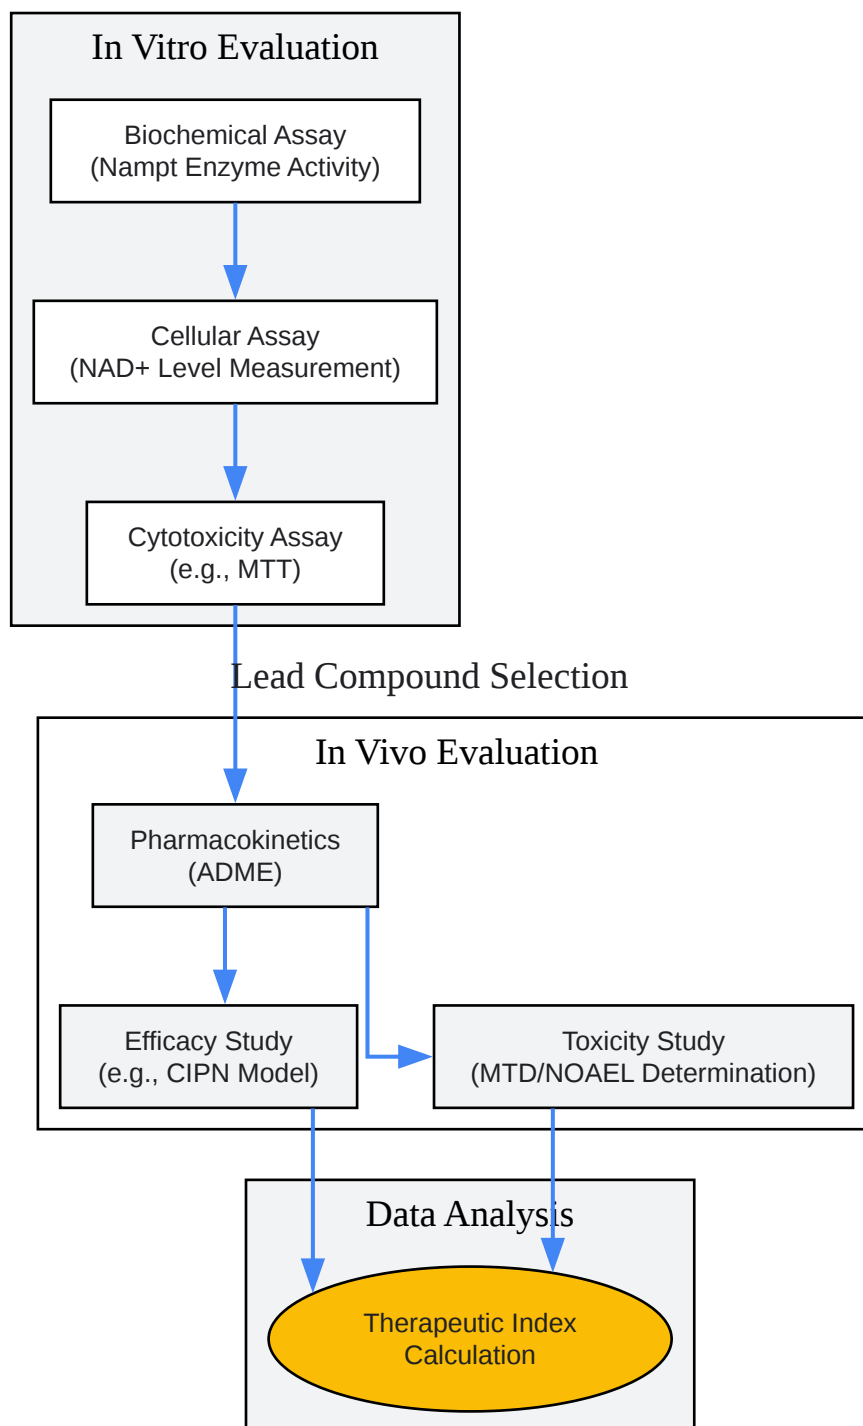 In Vitro Evaluation
Biochemical Assay
(Nampt Enzyme Activity)
Cellular Assay
(NAD+ Level Measurement)
Cytotoxicity Assay
(e.g., MTT)
Lead Compound Selection
In Vivo Evaluation
Pharmacokinetics
(ADME)
Efficacy Study
(e.g., CIPN Model)
Toxicity Study
(MTD/NOAEL Determination)
Data Analysis
Therapeutic Index
Calculation